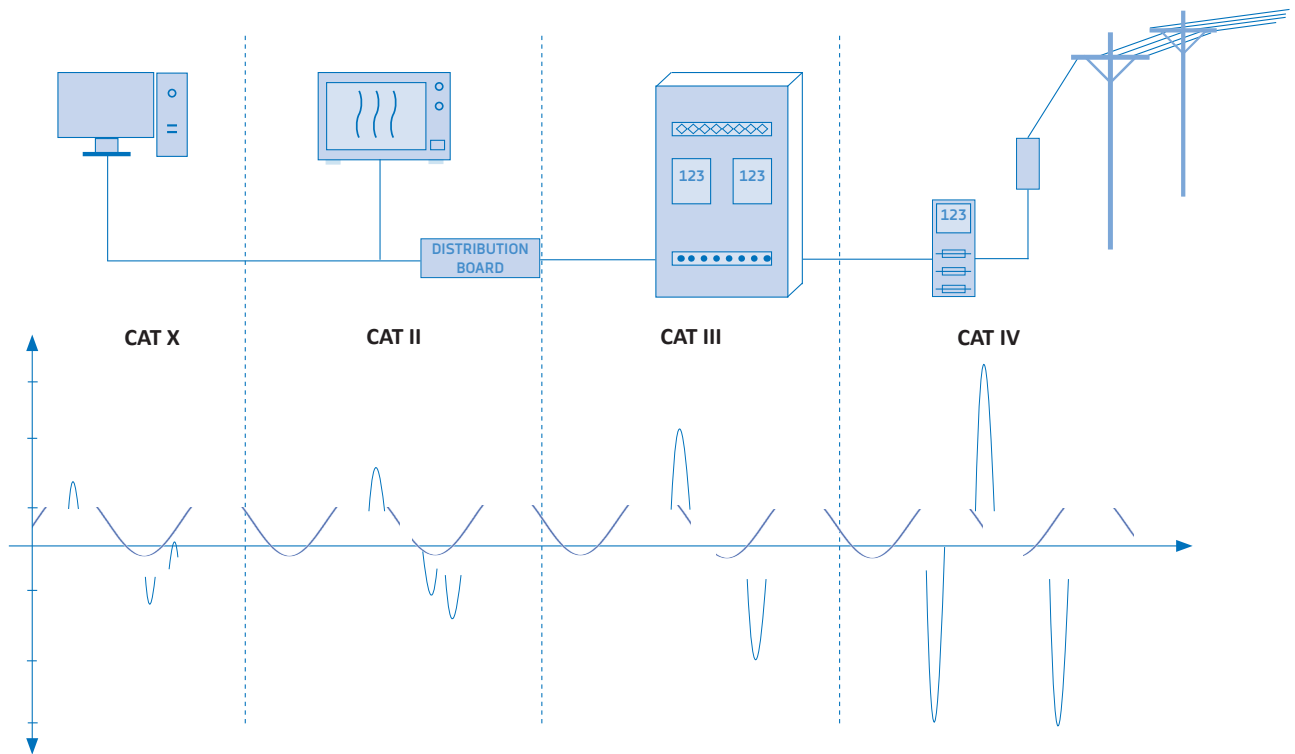 123
123
123
DISTRIBUTION
BOARD
CAT X
CAT II
CAT III
CAT IV